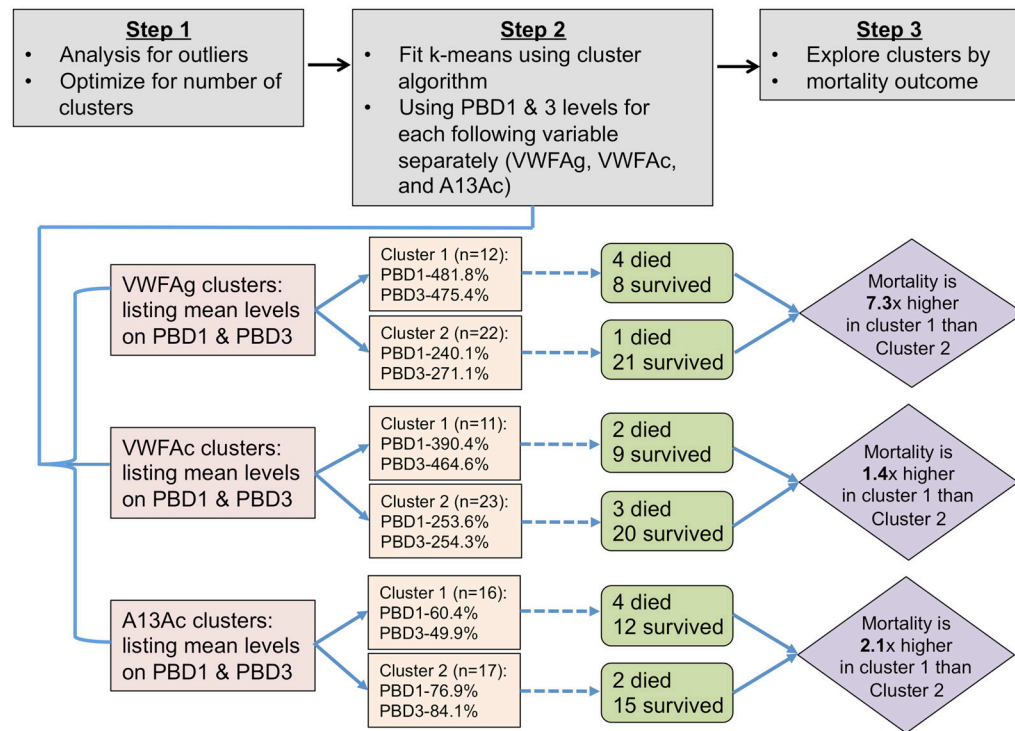 Step 1
• Analysis for outliers
• Optimize for number of
clusters
Step 2
• Fit k-means using cluster
algorithm
• Using PBD1 & 3 levels for
each following variable
separately (VWFAg, VWFAc,
and A13Ac)
Step 3
• Explore clusters by
• mortality outcome
VWFAg clusters:
listing mean levels
on PBD1 & PBD3
Cluster 1 (n=12):
PBD1-481.8%
PBD3-475.4%
4 died
8 survived
Cluster 2 (n=22):
PBD1-240.1%
PBD3-271.1%
1 died
21 survived
Mortality is
7.3x higher
in cluster 1 than
Cluster 2
VWFAc clusters:
listing mean levels
on PBD1 & PBD3
Cluster 1 (n=11):
PBD1-390.4%
PBD3-464.6%
2 died
9 survived
Cluster 2 (n=23):
PBD1-253.6%
PBD3-254.3%
3 died
20 survived
Mortality is
1.4x higher
in cluster 1 than
Cluster 2
A13Ac clusters:
listing mean levels
on PBD1 & PBD3
Cluster 1 (n=16):
PBD1-60.4%
PBD3-49.9%
4 died
12 survived
Cluster 2 (n=17):
PBD1-76.9%
PBD3-84.1%
2 died
15 survived
Mortality is
2.1x higher
in cluster 1 than
Cluster 2